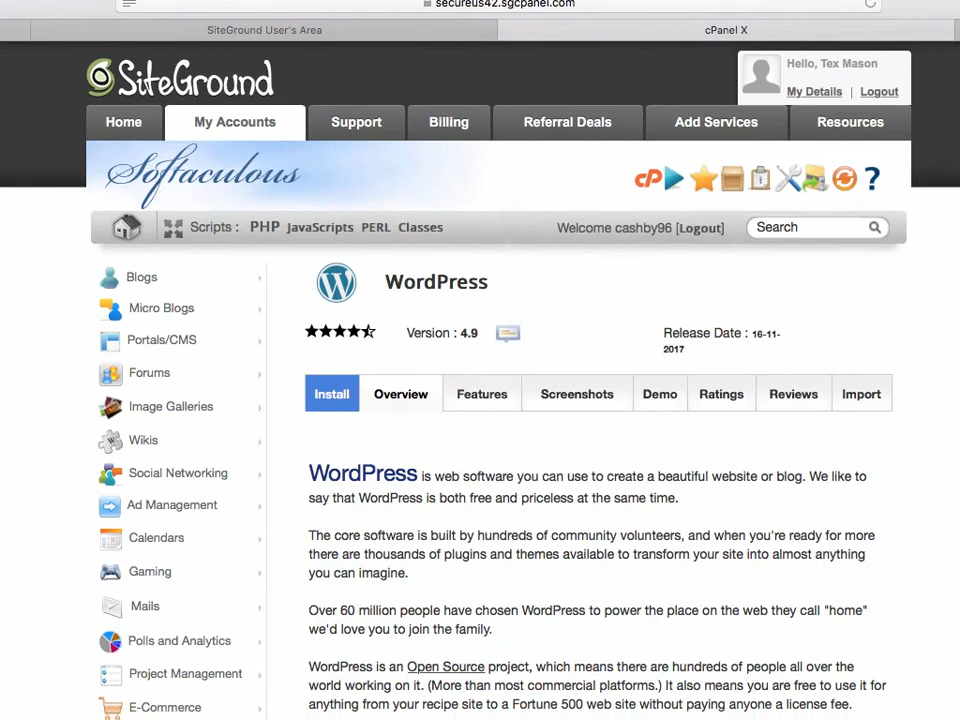 secureus42.sgcpanel.com
SiteGround User's Area
cPanel X
SiteGround
Hello, Tex Mason
My Details | Logout
Home
My Accounts
Support
Billing
Referral Deals
Add Services
Resources
Softaculous
cP
?
Scripts : PHP JavaScripts PERL Classes
Welcome cashby96 [Logout]
Search
Blogs
Micro Blogs
Portals/CMS
Forums
Image Galleries
Wikis
Social Networking
Ad Management
Calendars
Gaming
Mails
Polls and Analytics
Project Management
E-Commerce
WordPress
Version : 4.9
Release Date : 16-11-
2017
Install
Overview
Features
Screenshots
Demo
Ratings
Reviews
Import
WordPress is web software you can use to create a beautiful website or blog. We like to
say that WordPress is both free and priceless at the same time.
The core software is built by hundreds of community volunteers, and when you're ready for more
there are thousands of plugins and themes available to transform your site into almost anything
you can imagine.
Over 60 million people have chosen WordPress to power the place on the web they call "home"
we'd love you to join the family.
WordPress is an Open Source project, which means there are hundreds of people all over the
world working on it. (More than most commercial platforms.) It also means you are free to use it for
anything from your recipe site to a Fortune 500 web site without paying anyone a license fee.